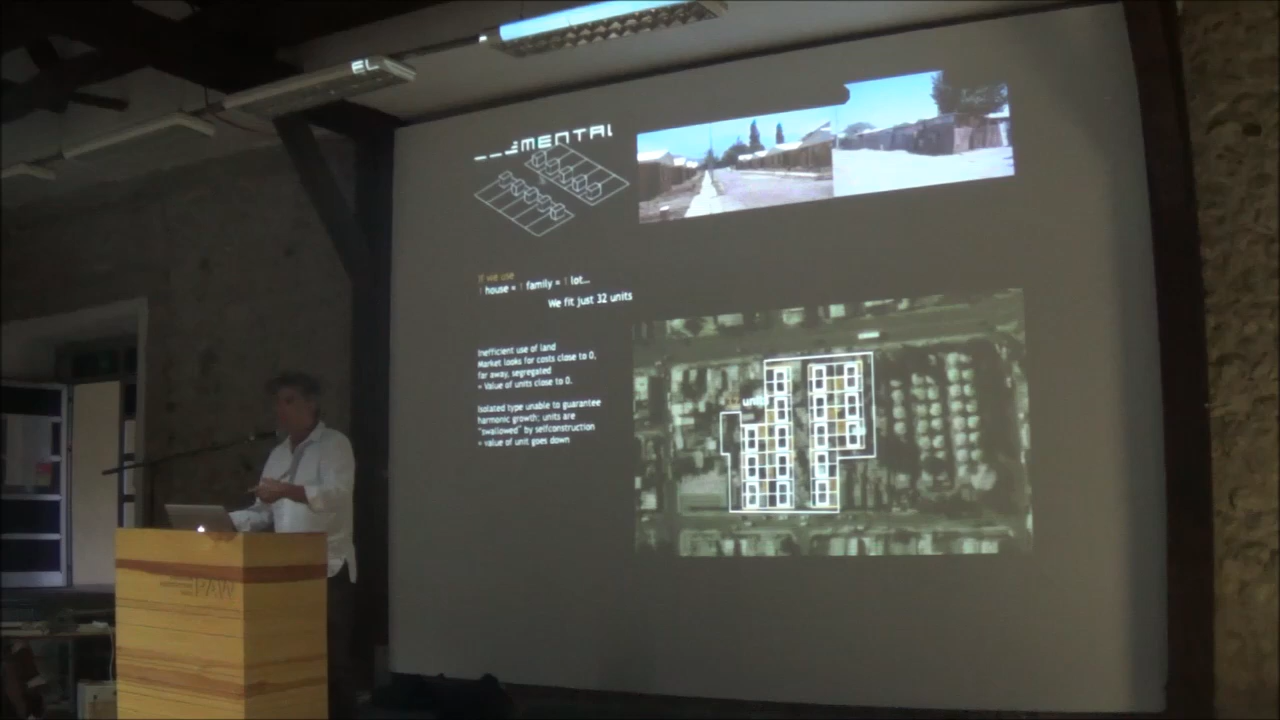 EL
ELEMENTAL
If we use
1 house = 1 family = 1 lot...
We fit just 32 units
Inefficient use of land
Market looks for costs close to 0,
far away, segregated
= Value of units close to 0.
Isolated type unable to guarantee
harmonic growth; units are
"swallowed" by selfconstruction
= value of unit goes down
PAW